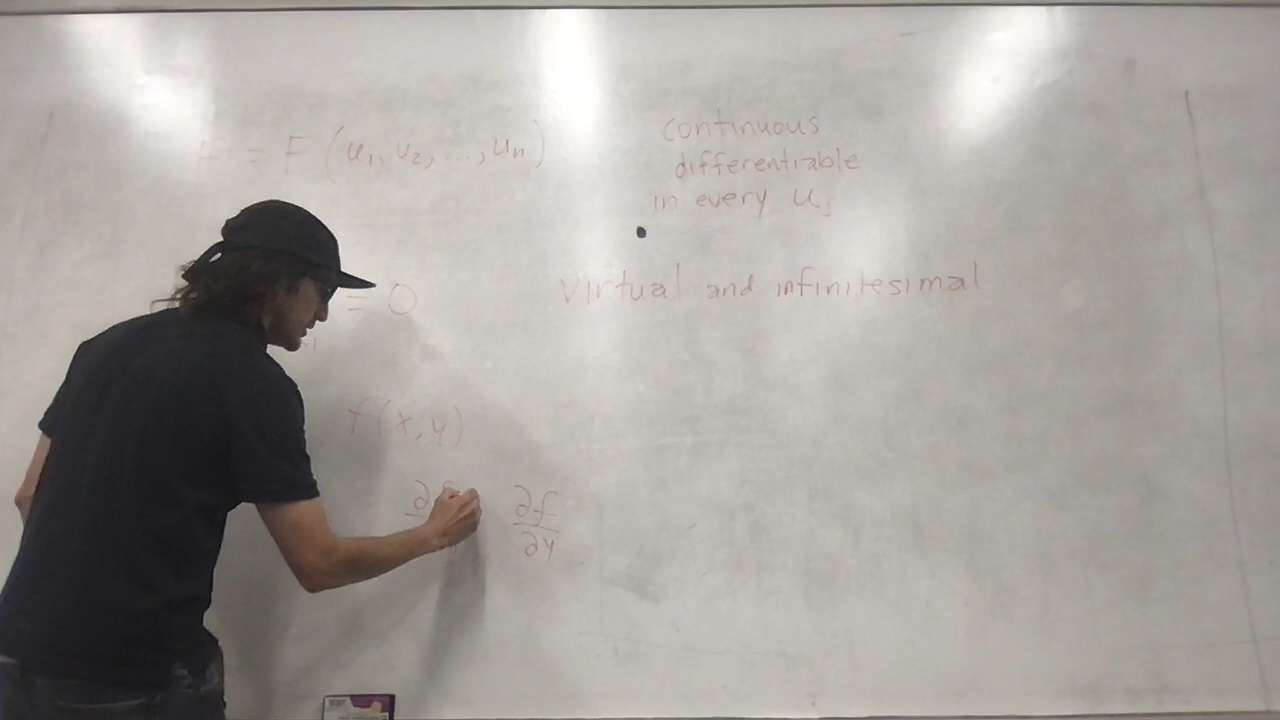 F = F(u₁, u₂, ..., uₙ)
continuous
differentiable
in every uⱼ
= 0
virtual and infinitesimal
f(x,y)
∂f/∂y